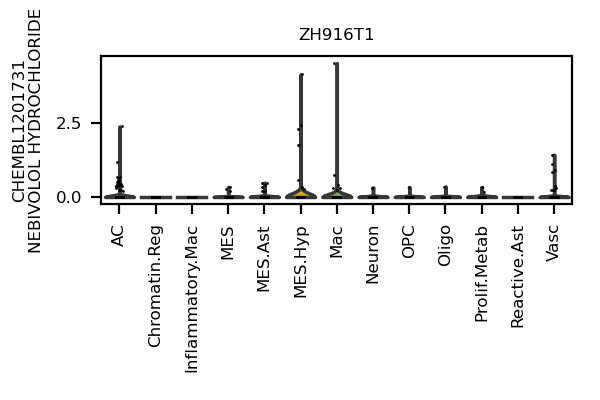 ZH916T1
CHEMBL1201731
NEBIVOLOL HYDROCHLORIDE
2.5
0.0
AC
Chromatin.Reg
Inflammatory.Mac
MES
MES.Ast
MES.Hyp
Mac
Neuron
OPC
Oligo
Prolif.Metab
Reactive.Ast
Vasc